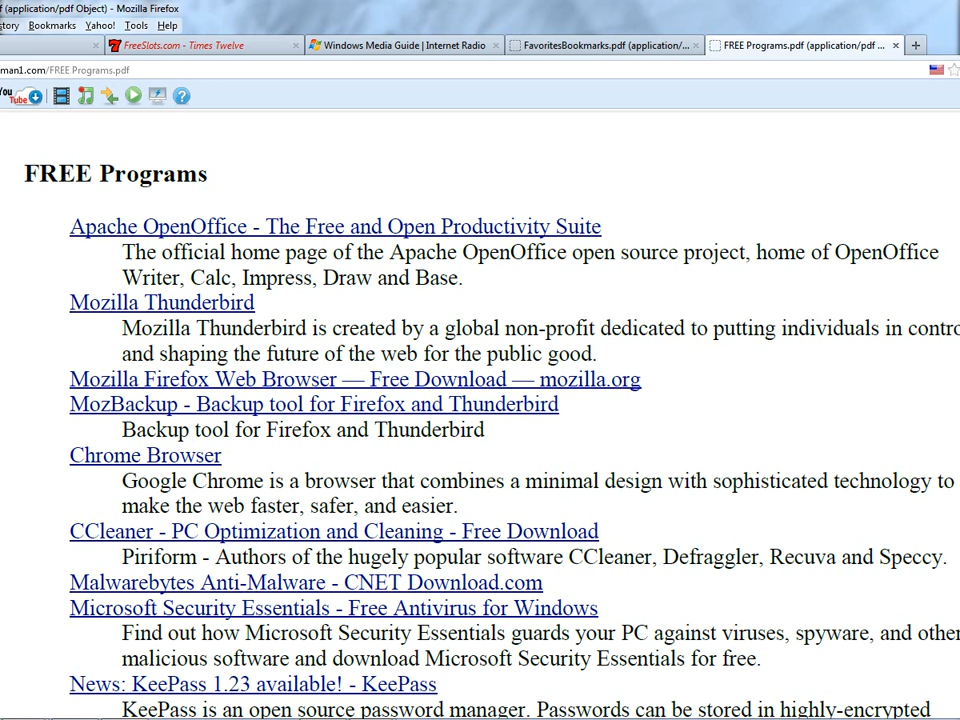 f (application/pdf Object) - Mozilla Firefox
story Bookmarks Yahoo! Tools Help
7 FreeSlots.com - Times Twelve × Windows Media Guide | Internet Radio × FavoritesBookmarks.pdf (application/... × FREE Programs.pdf (application/pdf ... × +
man1.com/FREE Programs.pdf
You Tube ?
FREE Programs
Apache OpenOffice - The Free and Open Productivity Suite
The official home page of the Apache OpenOffice open source project, home of OpenOffice
Writer, Calc, Impress, Draw and Base.
Mozilla Thunderbird
Mozilla Thunderbird is created by a global non-profit dedicated to putting individuals in contro
and shaping the future of the web for the public good.
Mozilla Firefox Web Browser — Free Download — mozilla.org
MozBackup - Backup tool for Firefox and Thunderbird
Backup tool for Firefox and Thunderbird
Chrome Browser
Google Chrome is a browser that combines a minimal design with sophisticated technology to
make the web faster, safer, and easier.
CCleaner - PC Optimization and Cleaning - Free Download
Piriform - Authors of the hugely popular software CCleaner, Defraggler, Recuva and Speccy.
Malwarebytes Anti-Malware - CNET Download.com
Microsoft Security Essentials - Free Antivirus for Windows
Find out how Microsoft Security Essentials guards your PC against viruses, spyware, and other
malicious software and download Microsoft Security Essentials for free.
News: KeePass 1.23 available! - KeePass
KeePass is an open source password manager. Passwords can be stored in highly-encrypted